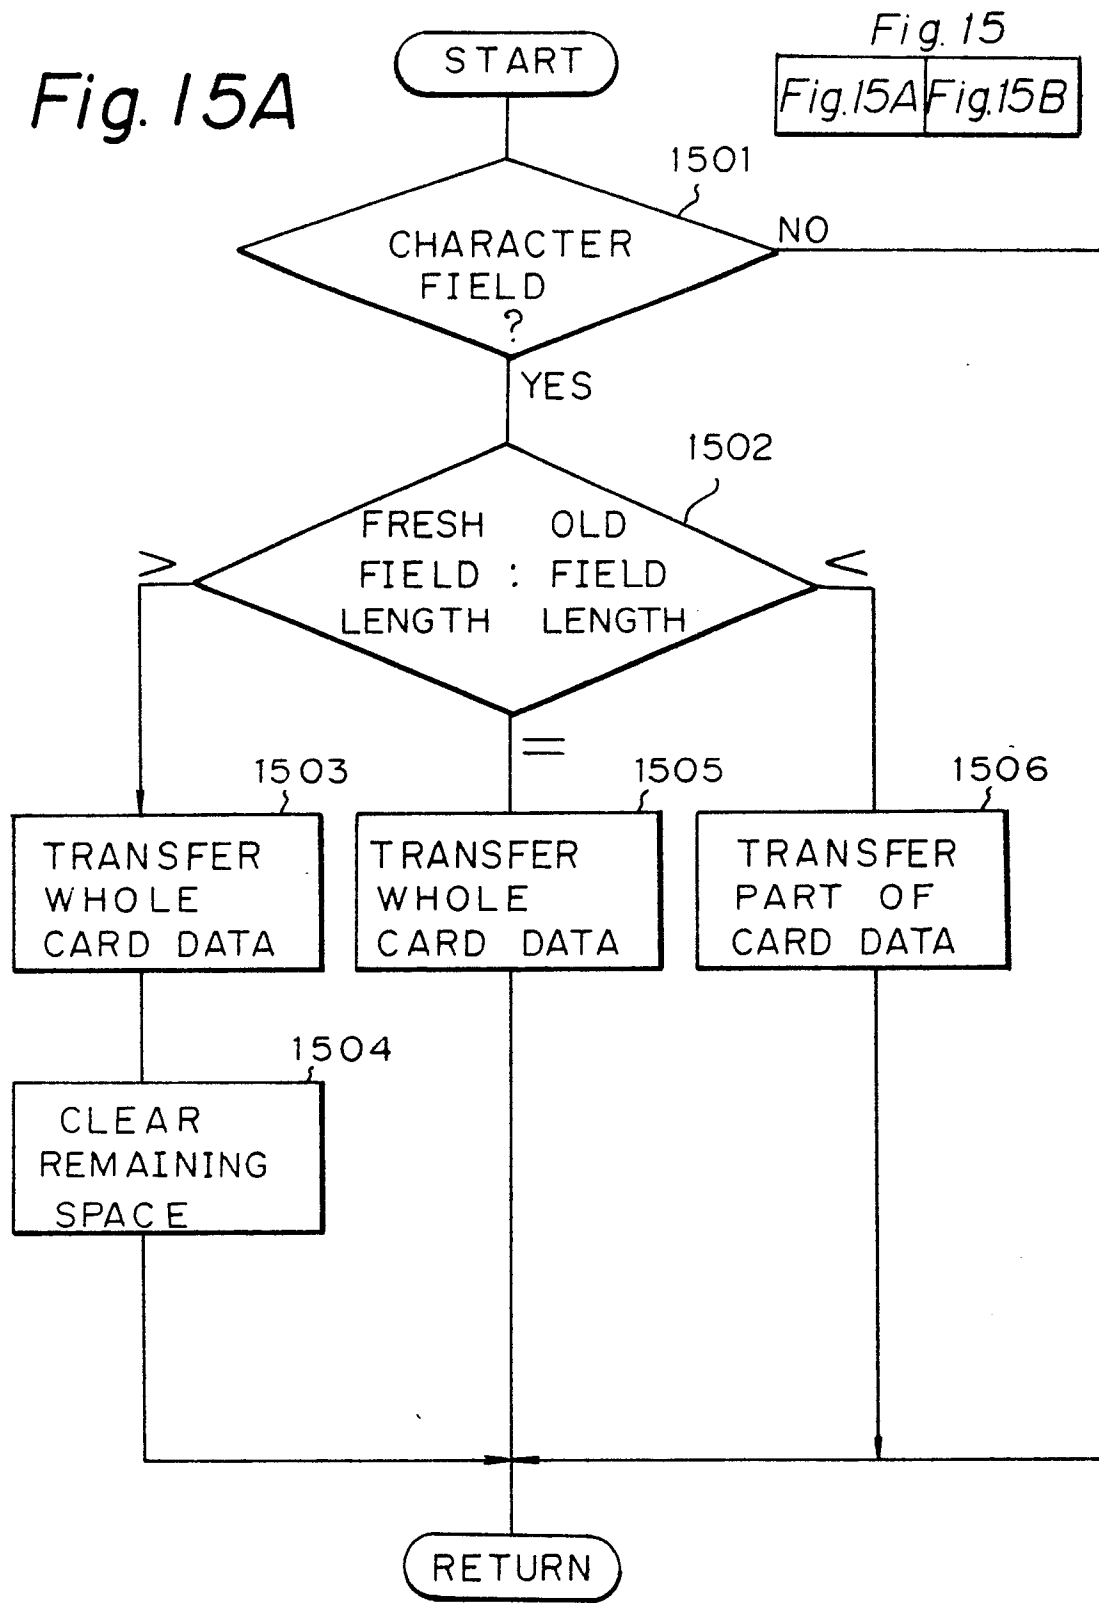 Fig. 15A
START
Fig. 15
Fig. 15A Fig. 15B
1501
CHARACTER
FIELD
?
NO
YES
1502
FRESH OLD
FIELD : FIELD
LENGTH LENGTH
>
<
=
1503
TRANSFER
WHOLE
CARD DATA
1505
TRANSFER
WHOLE
CARD DATA
1506
TRANSFER
PART OF
CARD DATA
1504
CLEAR
REMAINING
SPACE
RETURN